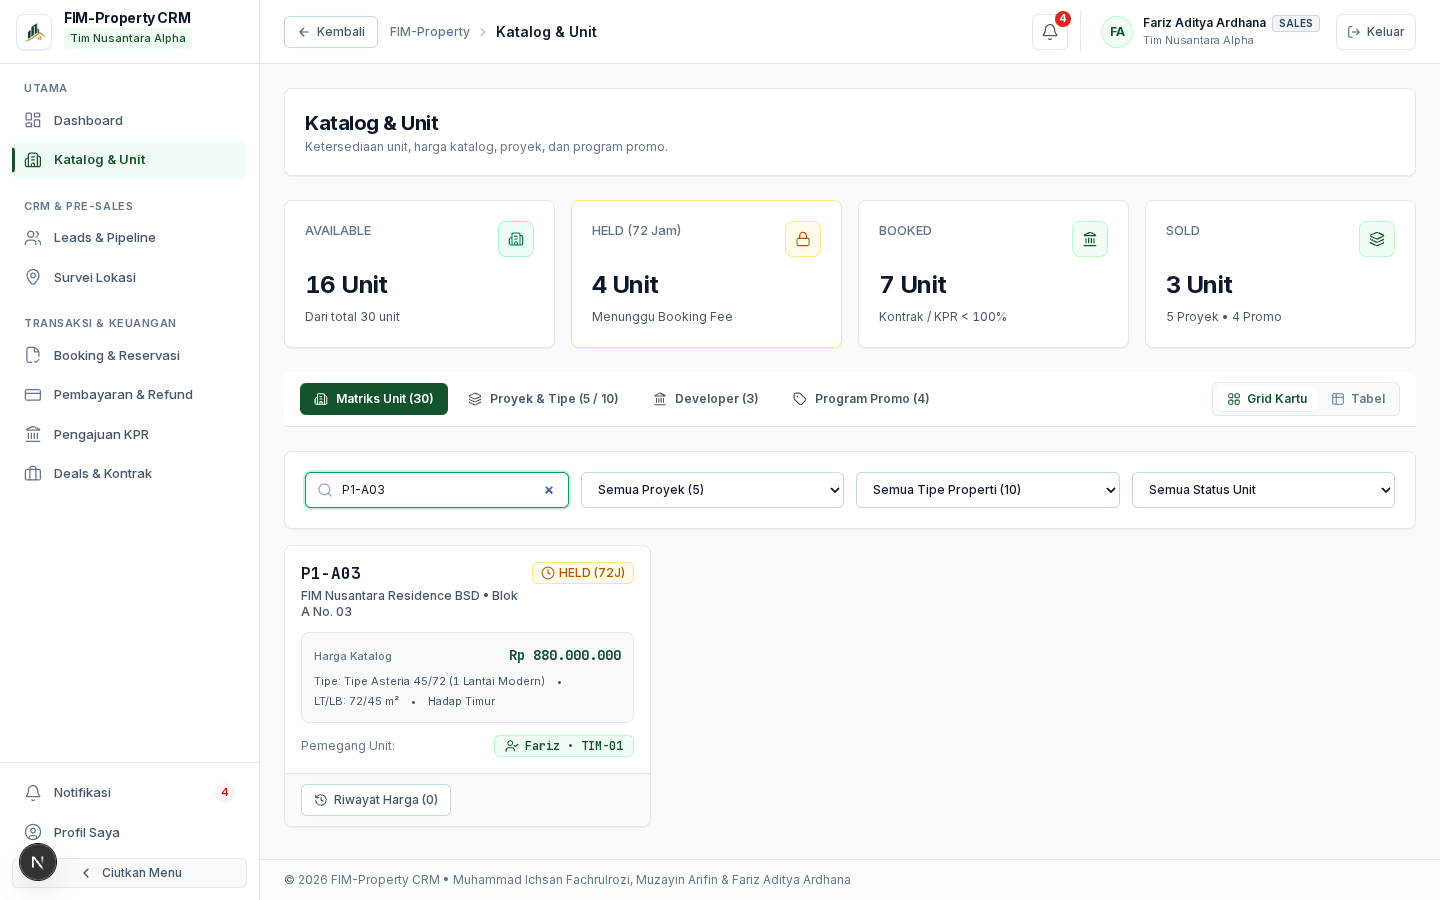 FIM-Property CRM
Tim Nusantara Alpha
UTAMA
Dashboard
Katalog & Unit
CRM & PRE-SALES
Leads & Pipeline
Survei Lokasi
TRANSAKSI & KEUANGAN
Booking & Reservasi
Pembayaran & Refund
Pengajuan KPR
Deals & Kontrak
Notifikasi 4
Profil Saya
N
Ciutkan Menu
Kembali FIM-Property Katalog & Unit
4
FA Fariz Aditya Ardhana SALES
Tim Nusantara Alpha
Keluar
Katalog & Unit
Ketersediaan unit, harga katalog, proyek, dan program promo.
AVAILABLE
16 Unit
Dari total 30 unit
HELD (72 Jam)
4 Unit
Menunggu Booking Fee
BOOKED
7 Unit
Kontrak / KPR < 100%
SOLD
3 Unit
5 Proyek • 4 Promo
Matriks Unit (30) Proyek & Tipe (5 / 10) Developer (3) Program Promo (4) Grid Kartu Tabel
P1-A03 Semua Proyek (5) Semua Tipe Properti (10) Semua Status Unit
P1-A03 HELD (72J)
FIM Nusantara Residence BSD • Blok
A No. 03
Harga Katalog Rp 880.000.000
Tipe: Tipe Asteria 45/72 (1 Lantai Modern) •
LT/LB: 72/45 m² • Hadap Timur
Pemegang Unit: Fariz • TIM-01
Riwayat Harga (0)
© 2026 FIM-Property CRM • Muhammad Ichsan Fachrulrozi, Muzayin Arifin & Fariz Aditya Ardhana